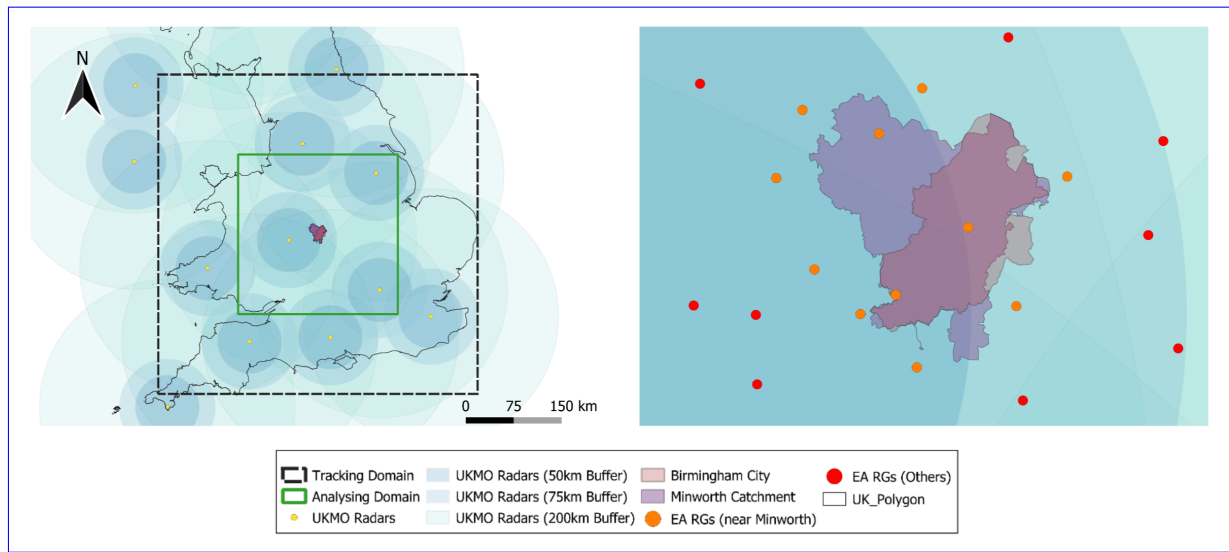 N
0 75 150 km
Tracking Domain
Analysing Domain
UKMO Radars
UKMO Radars (50km Buffer)
UKMO Radars (75km Buffer)
UKMO Radars (200km Buffer)
Birmingham City
Minworth Catchment
EA RGs (near Minworth)
EA RGs (Others)
UK_Polygon